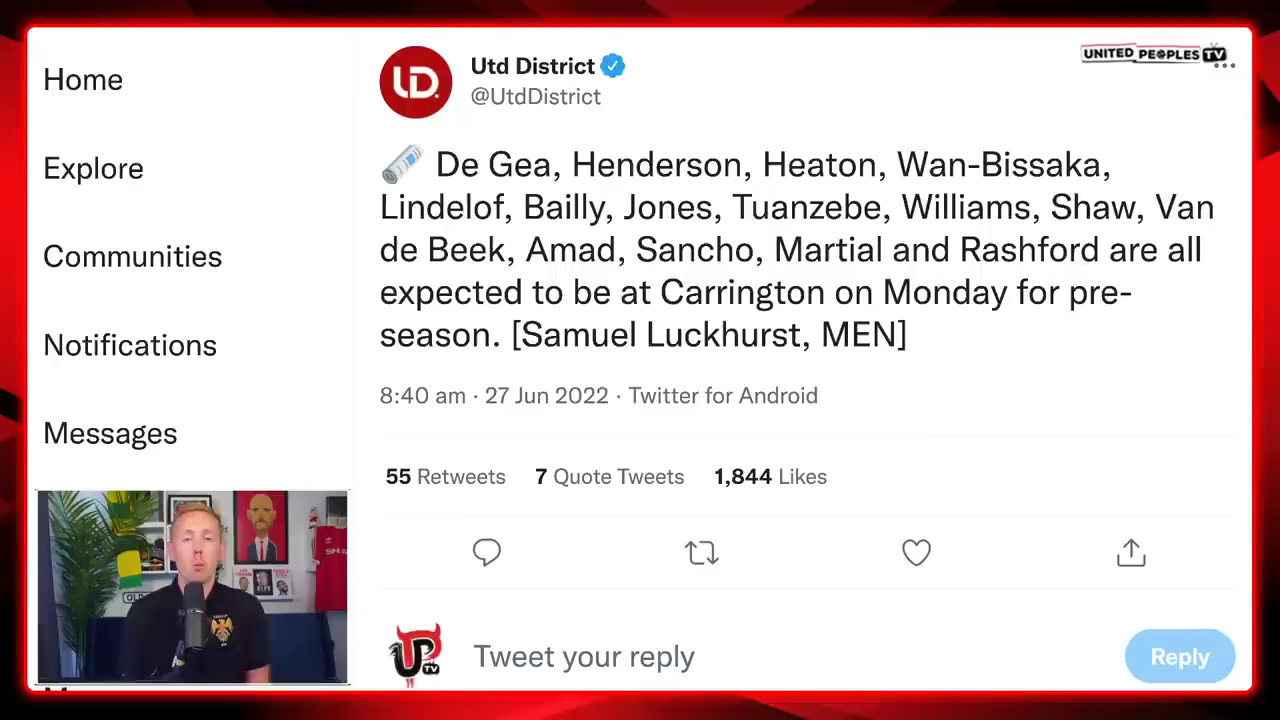 Home
Explore
Communities
Notifications
Messages
Utd District
@UtdDistrict
UNITED PEOPLES TV
De Gea, Henderson, Heaton, Wan-Bissaka,
Lindelof, Bailly, Jones, Tuanzebe, Williams, Shaw, Van
de Beek, Amad, Sancho, Martial and Rashford are all
expected to be at Carrington on Monday for pre-
season. [Samuel Luckhurst, MEN]
8:40 am · 27 Jun 2022 · Twitter for Android
55 Retweets 7 Quote Tweets 1,844 Likes
Tweet your reply
Reply